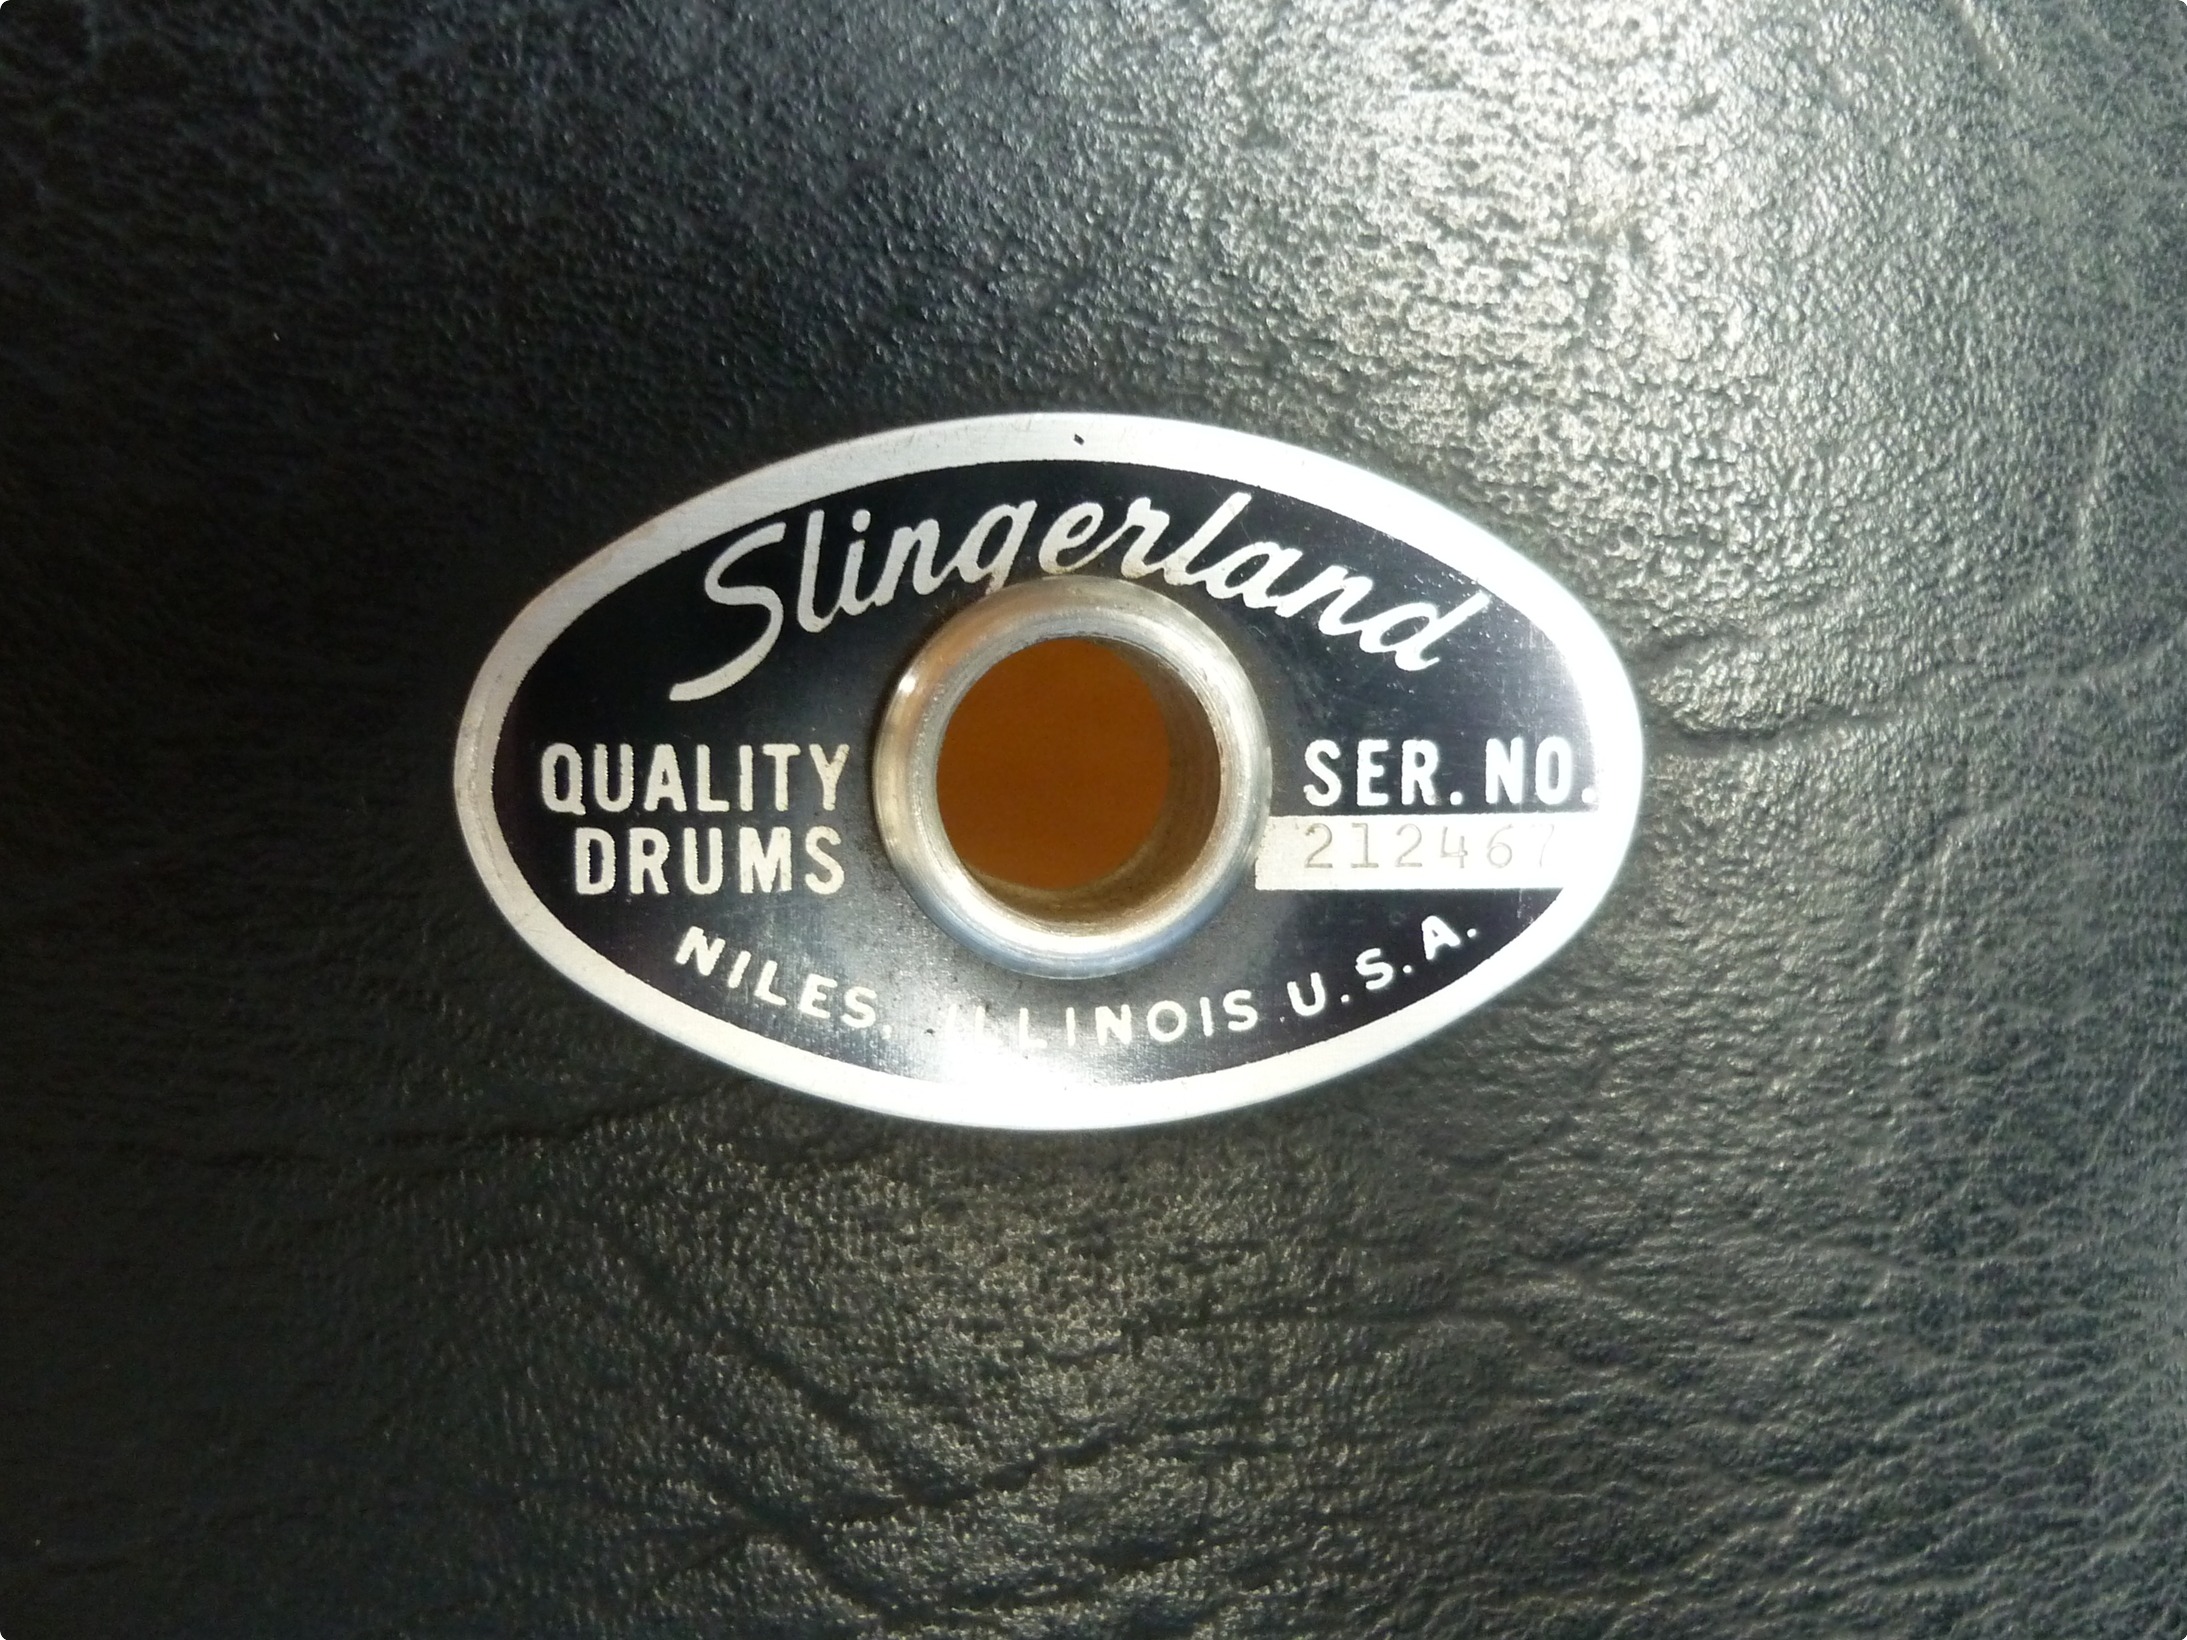 Slingerland
QUALITY
DRUMS
SER. NO.
212467
NILES, ILLINOIS U.S.A.